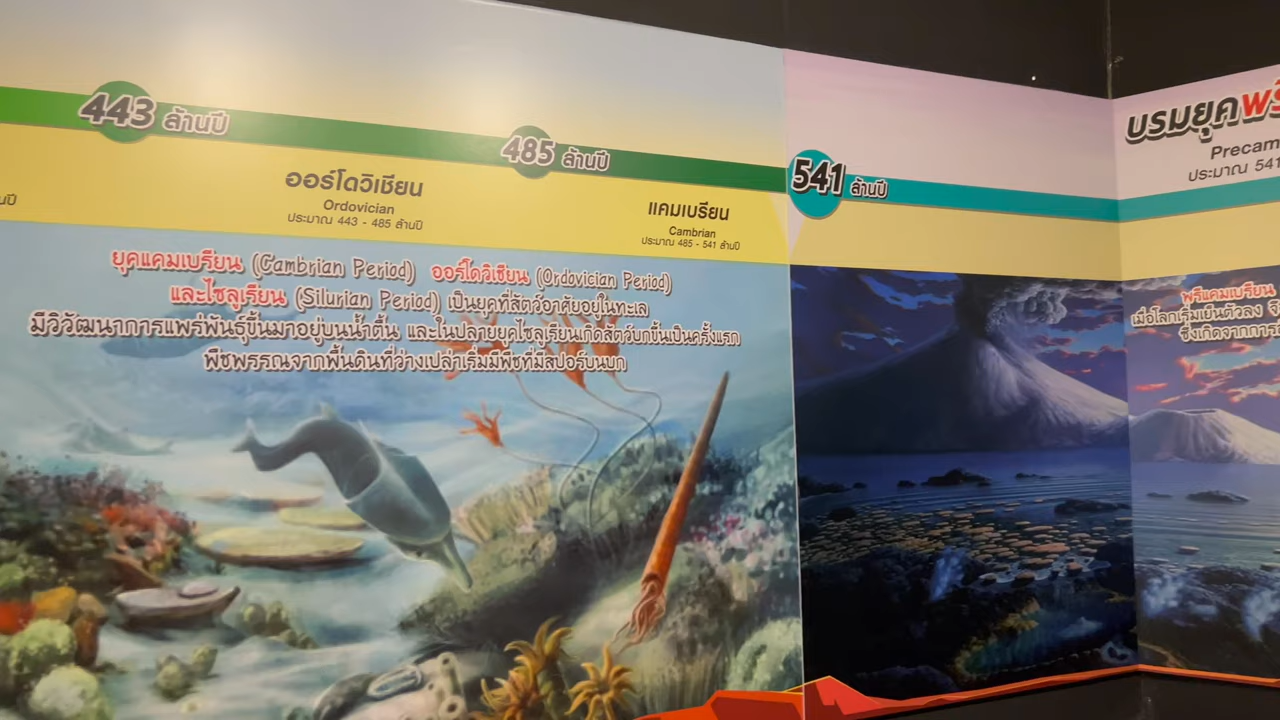 443 ล้านปี
485 ล้านปี
541 ล้านปี
บรมยุคพรี
Precam
ประมาณ 541
ออร์โดวิเชียน
Ordovician
ประมาณ 443 - 485 ล้านปี
แคมเบรียน
Cambrian
ประมาณ 485 - 541 ล้านปี
ยุคแคมเบรียน (Cambrian Period) ออร์โดวิเชียน (Ordovician Period)
และไซลูเรียน (Silurian Period) เป็นยุคที่สัตว์อาศัยอยู่ในทะเล
มีวิวัฒนาการแพร่พันธุ์ขึ้นมาอยู่บนน้ำตื้น และในปลายยุคไซลูเรียนเกิดสัตว์บกขึ้นเป็นครั้งแรก
พืชพรรณจากพื้นดินที่ว่างเปล่าเริ่มมีพืชที่มีสปอร์บนบก
พรีแคมเบรียน
เมื่อโลกเริ่มเย็นตัวลง
ซึ่งเกิดจากการ